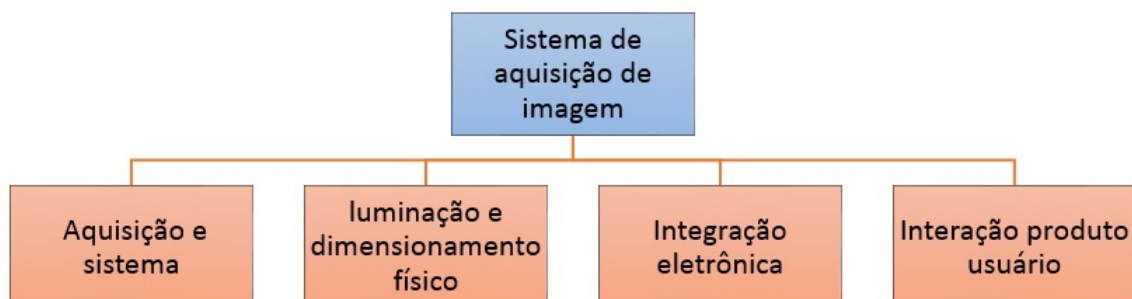 Sistema de
aquisição de
imagem
Aquisição e
sistema
luminação e
dimensionamento
físico
Integração
eletrônica
Interação produto
usuário